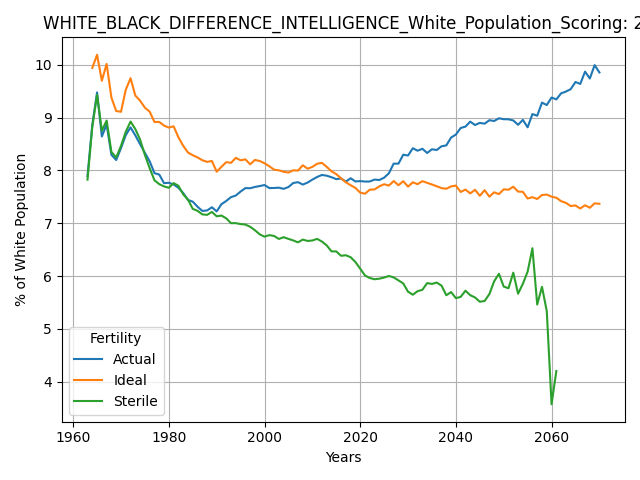 WHITE_BLACK_DIFFERENCE_INTELLIGENCE_White_Population_Scoring: 2
% of White Population
10
9
8
7
6
5
4
Fertility
Actual
Ideal
Sterile
1960 1980 2000 2020 2040 2060
Years